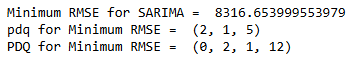 Minimum RMSE for SARIMA =  8316.653999553979
pdq for Minimum RMSE =  (2, 1, 5)
PDQ for Minimum RMSE =  (0, 2, 1, 12)